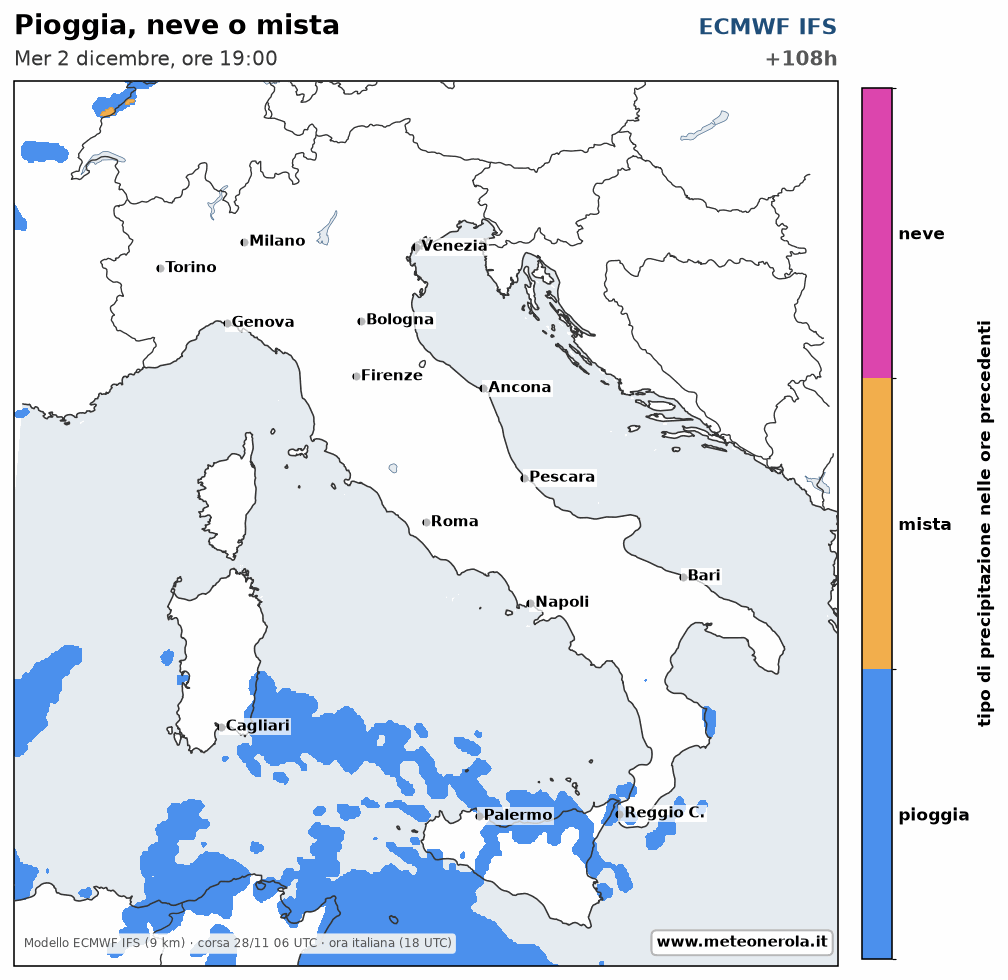 Pioggia, neve o mista
ECMWF IFS
Mer 2 dicembre, ore 19:00
+108h
neve
mista
pioggia
tipo di precipitazione nelle ore precedenti
Milano
Venezia
Torino
Genova
Bologna
Firenze
Ancona
Pescara
Roma
Bari
Napoli
Cagliari
Palermo
Reggio C.
Modello ECMWF IFS (9 km) · corsa 28/11 06 UTC · ora italiana (18 UTC)
www.meteonerola.it